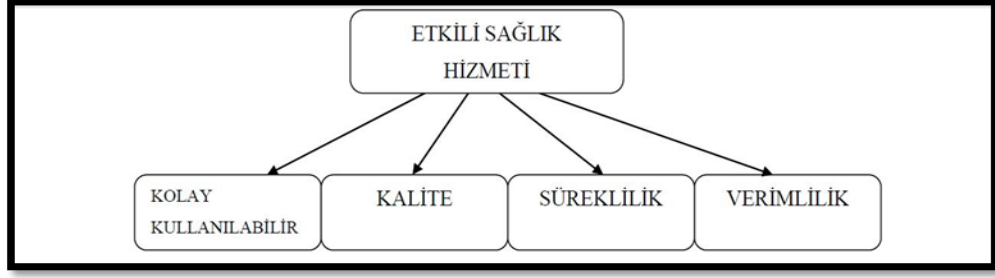 ETKİLİ SAĞLIK
HİZMETİ
KOLAY
KULLANILABİLİR
KALİTE
SÜREKLİLİK
VERİMLİLİK